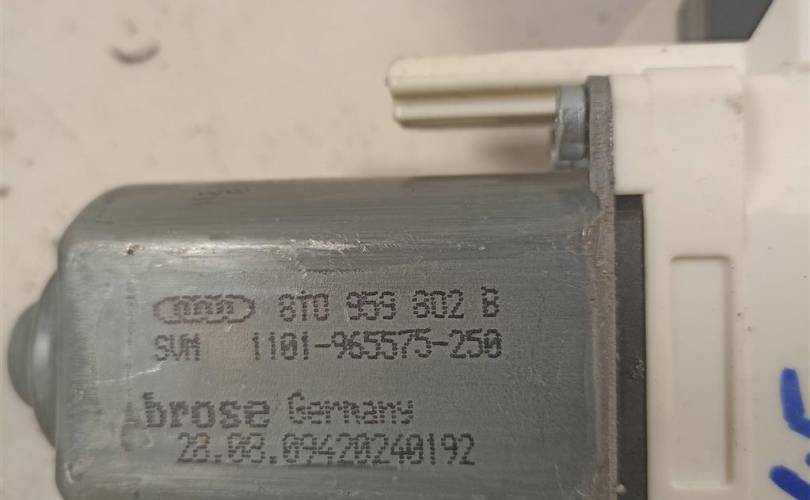 8T0 959 802 B
SVM 1101-965575-250
brose Germany
28.08.09420240192